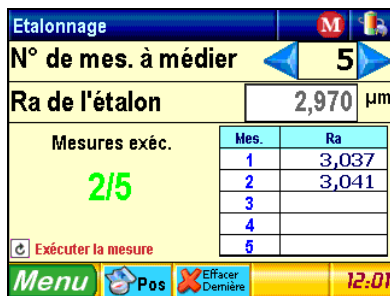 Etalonnage M
N° de mes. à médier 5
Ra de l'étalon 2,970 µm
Mesures exéc.
2/5
Mes. Ra
1 3,037
2 3,041
3
4
5
Exécuter la mesure
Menu Pos Effacer Dernière 12:01